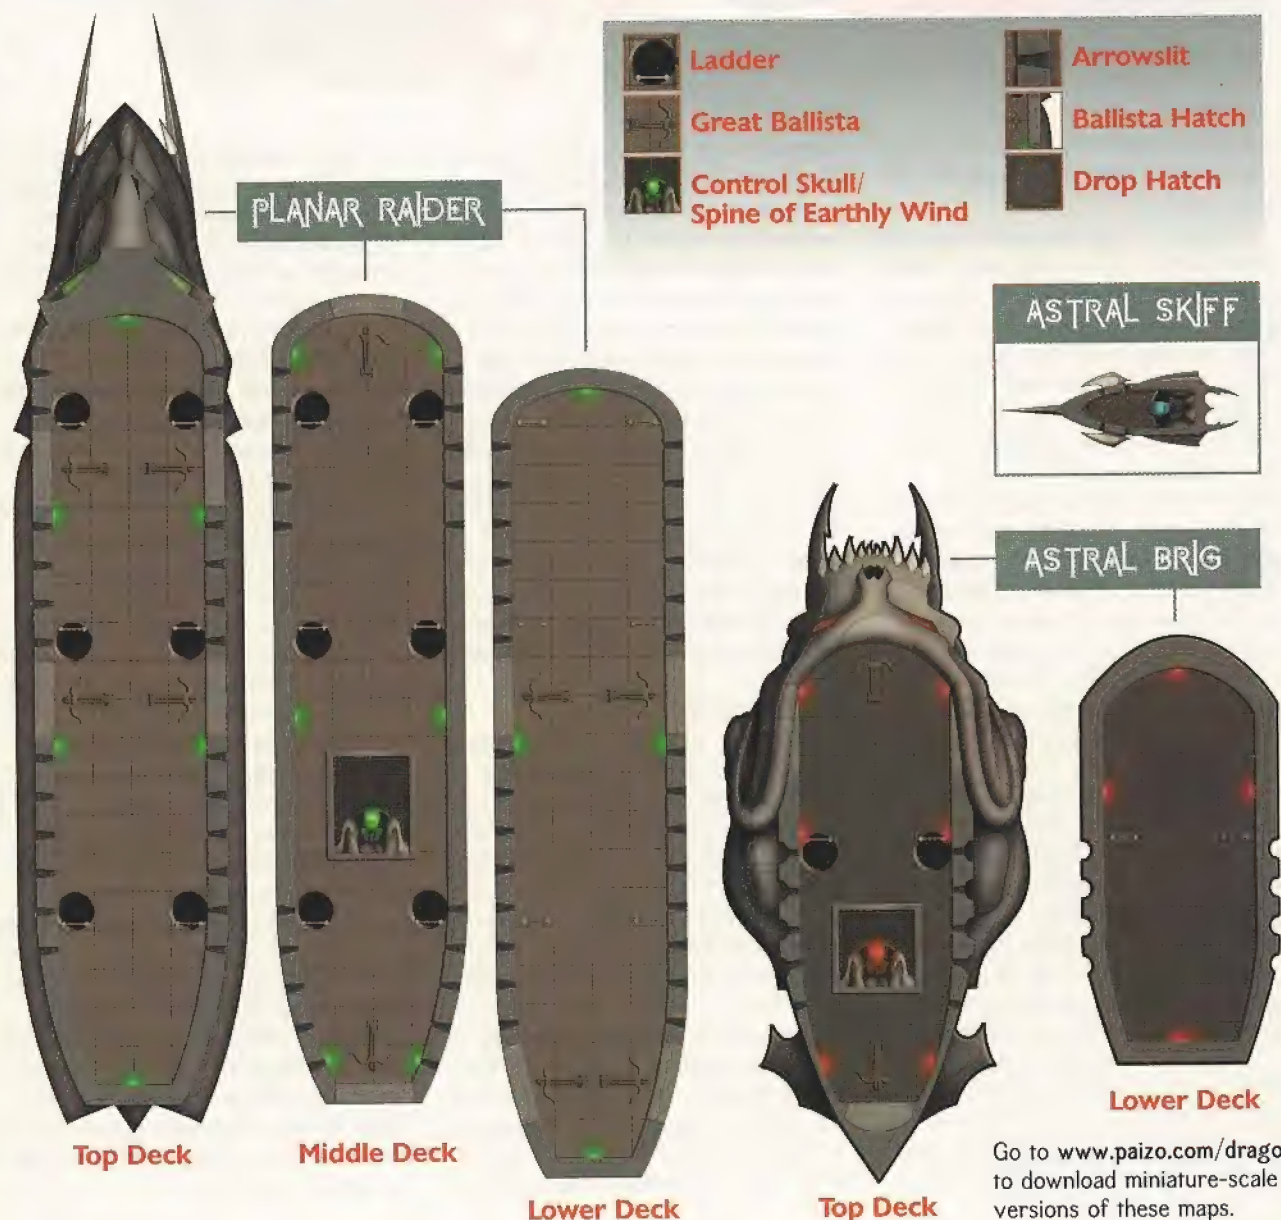 Ladder
Great Ballista
Control Skull/
Spine of Earthly Wind
Arrowslit
Ballista Hatch
Drop Hatch
PLANAR RAIDER
ASTRAL SKIFF
ASTRAL BRIG
Top Deck
Middle Deck
Lower Deck
Top Deck
Lower Deck
Go to www.paizo.com/drago
to download miniature-scale
versions of these maps.